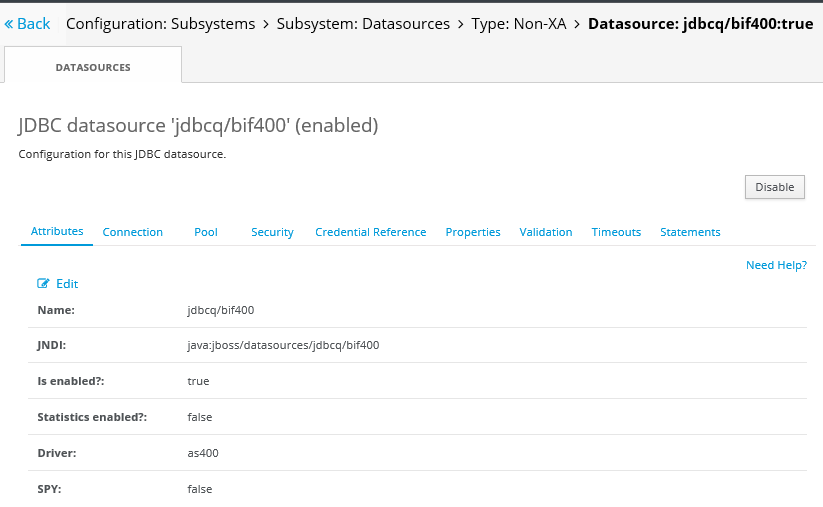 « Back Configuration: Subsystems > Subsystem: Datasources > Type: Non-XA > Datasource: jdbcq/bif400:true
DATASOURCES
JDBC datasource 'jdbcq/bif400' (enabled)
Configuration for this JDBC datasource.
Disable
Attributes Connection Pool Security Credential Reference Properties Validation Timeouts Statements
Need Help?
Edit
Name: jdbcq/bif400
JNDI: java:jboss/datasources/jdbcq/bif400
Is enabled?: true
Statistics enabled?: false
Driver: as400
SPY: false